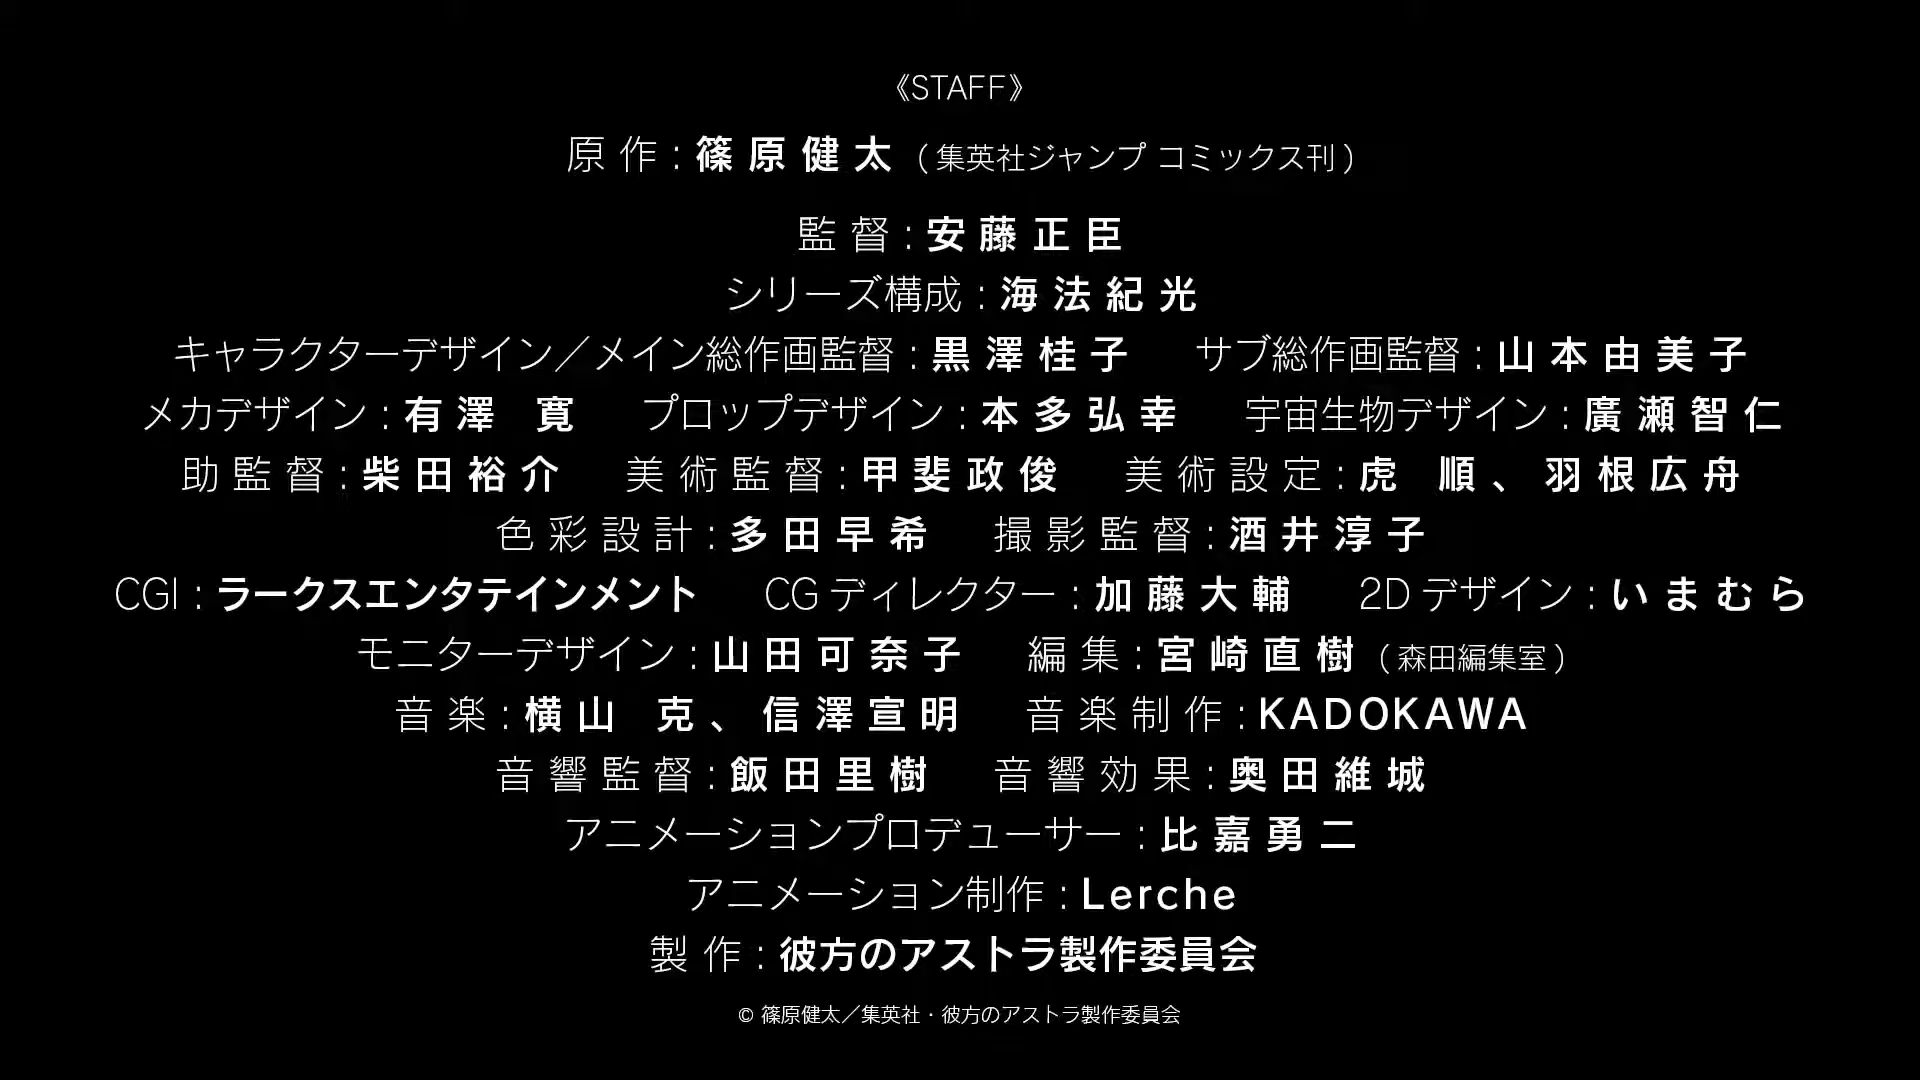 《STAFF》
原作:篠原健太 (集英社ジャンプ コミックス刊)
監督:安藤正臣
シリーズ構成:海法紀光
キャラクターデザイン／メイン総作画監督:黒澤桂子 サブ総作画監督:山本由美子
メカデザイン:有澤 寛 プロップデザイン:本多弘幸 宇宙生物デザイン:廣瀬智仁
助監督:柴田裕介 美術監督:甲斐政俊 美術設定:虎 順、羽根広舟
色彩設計:多田早希 撮影監督:酒井淳子
CGI:ラークスエンタテインメント CGディレクター:加藤大輔 2Dデザイン:いまむら
モニターデザイン:山田可奈子 編集:宮崎直樹 (森田編集室)
音楽:横山 克、信澤宣明 音楽制作:KADOKAWA
音響監督:飯田里樹 音響効果:奥田維城
アニメーションプロデューサー:比嘉勇二
アニメーション制作:Lerche
製作:彼方のアストラ製作委員会
© 篠原健太／集英社・彼方のアストラ製作委員会